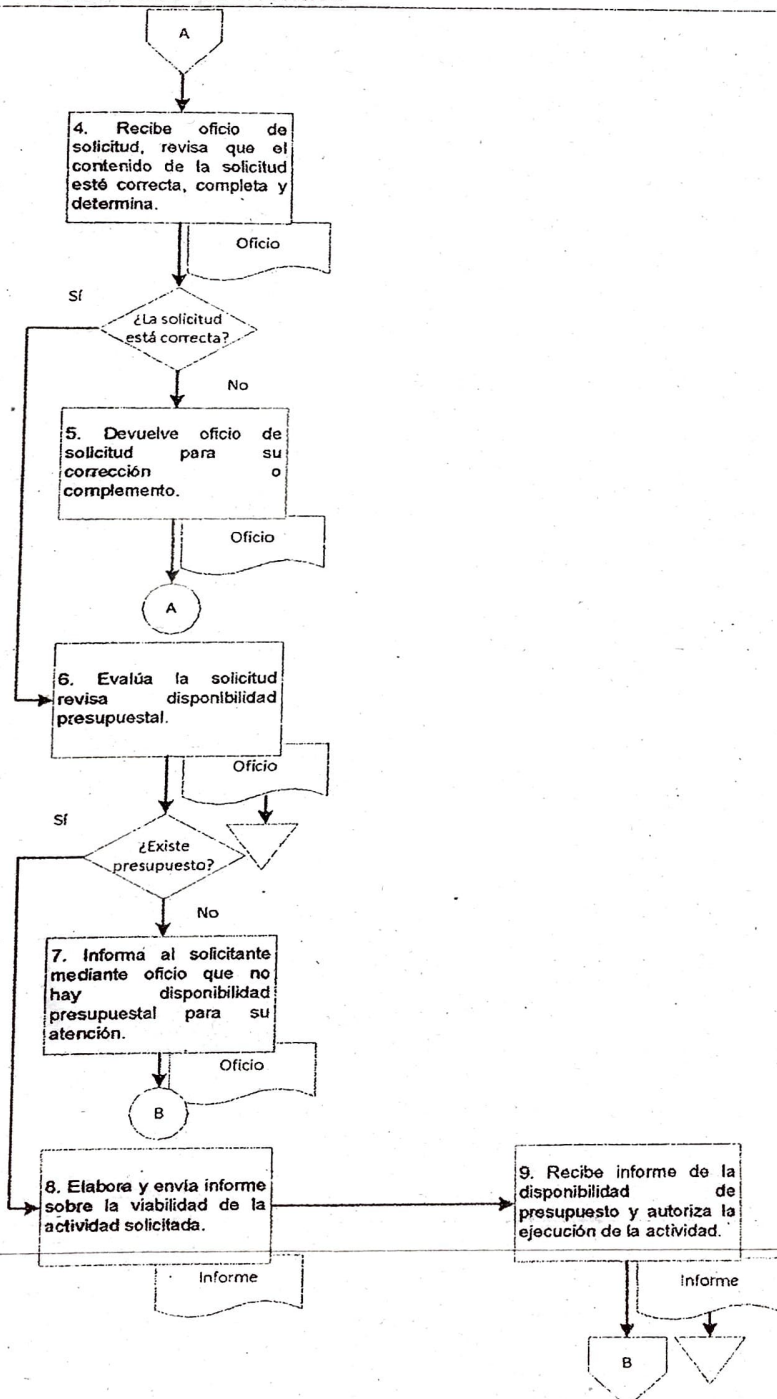 A
4. Recibe oficio de
solicitud, revisa que el
contenido de la solicitud
esté correcta, completa y
determina.
Oficio
Sí
¿La solicitud
está correcta?
No
5. Devuelve oficio de
solicitud para su
corrección o
complemento.
Oficio
A
6. Evalúa la solicitud
revisa disponibilidad
presupuestal.
Oficio
Sí
¿Existe
presupuesto?
No
7. Informa al solicitante
mediante oficio que no
hay disponibilidad
presupuestal para su
atención.
Oficio
B
8. Elabora y envía informe
sobre la viabilidad de la
actividad solicitada.
Informe
9. Recibe informe de la
disponibilidad de
presupuesto y autoriza la
ejecución de la actividad.
Informe
B